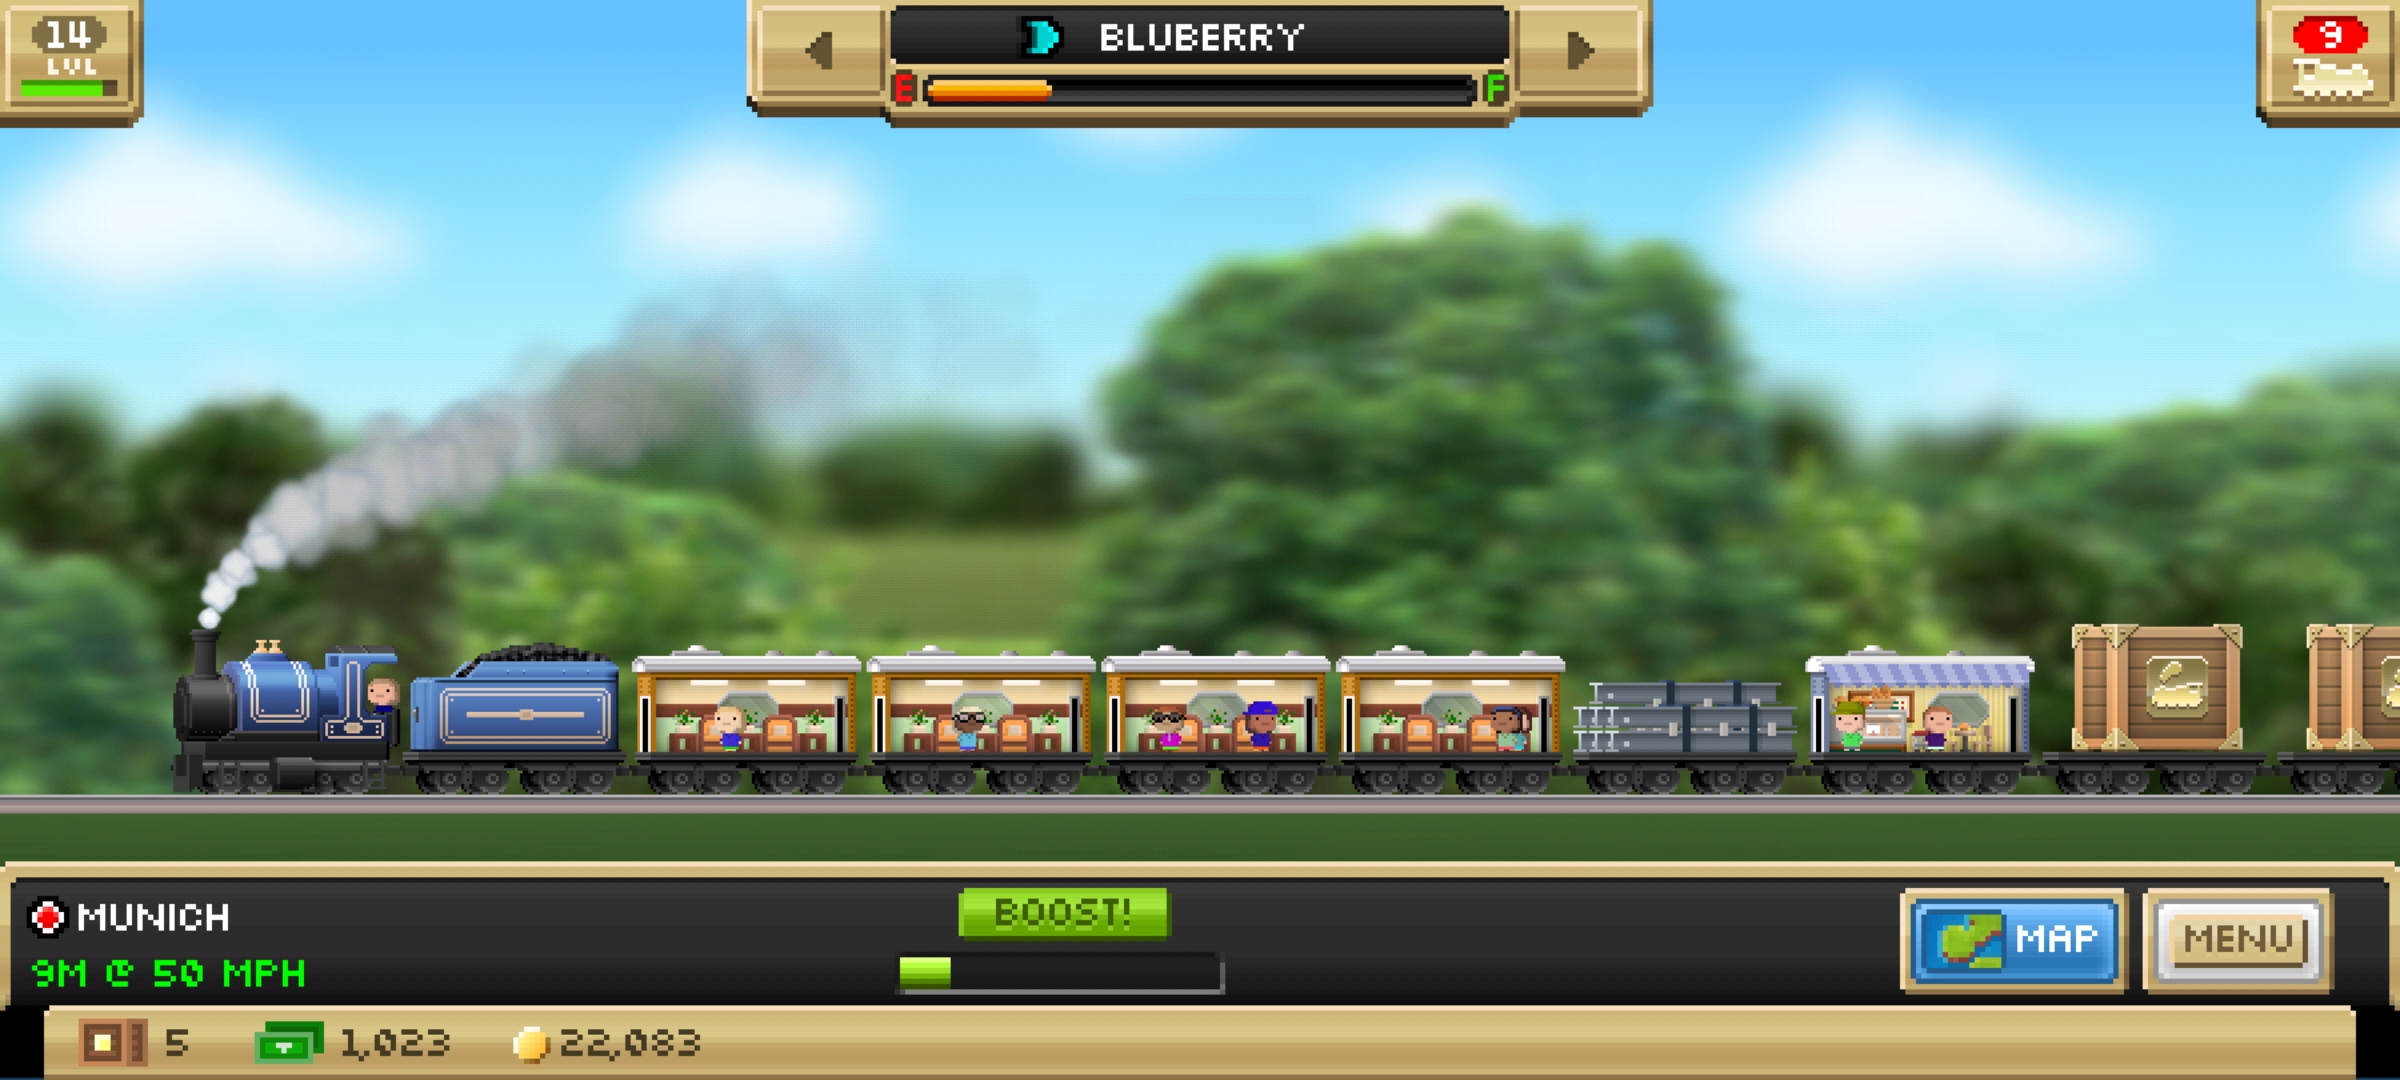 14
LVL
BLUBERRY
E F
9
MUNICH
9M @ 50 MPH
BOOST!
MAP
MENU
5 1,023 22,083